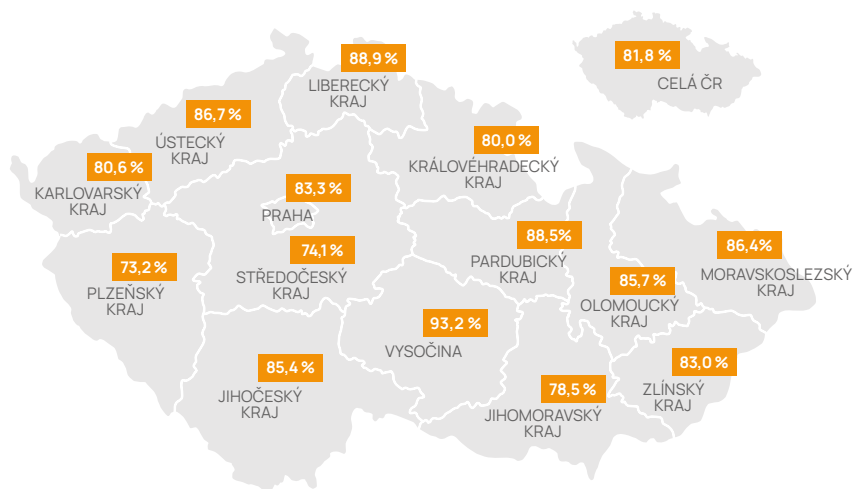 88,9 %
LIBERECKÝ
KRAJ
81,8 %
CELÁ ČR
86,7 %
ÚSTECKÝ
KRAJ
80,0 %
KRÁLOVÉHRADECKÝ
KRAJ
80,6 %
KARLOVARSKÝ
KRAJ
83,3 %
PRAHA
74,1 %
STŘEDOČESKÝ
KRAJ
88,5%
PARDUBICKÝ
KRAJ
86,4%
MORAVSKOSLEZSKÝ
KRAJ
73,2 %
PLZEŇSKÝ
KRAJ
85,7 %
OLOMOUCKÝ
KRAJ
93,2 %
VYSOČINA
85,4 %
JIHOČESKÝ
KRAJ
83,0 %
ZLÍNSKÝ
KRAJ
78,5 %
JIHOMORAVSKÝ
KRAJ